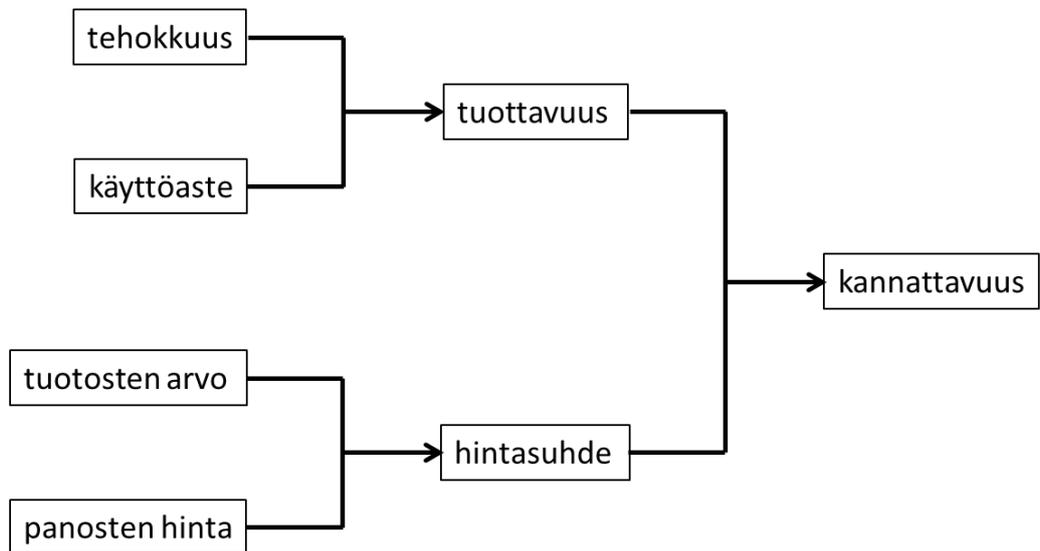 tehokkuus
käyttöaste
tuottavuus
kannattavuus
tuotosten arvo
panosten hinta
hintasuhde